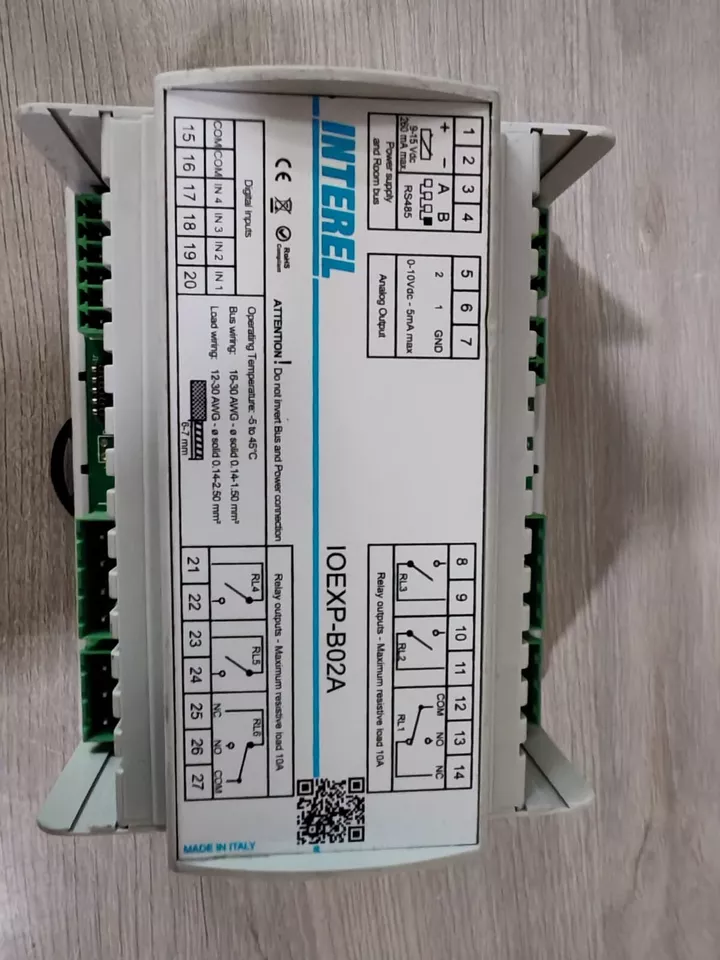 1 2 3 4
+ - A B
9-15 Vdc
260 mA max
RS485
Power supply
and Room bus
5 6 7
2 1 GND
0-10Vdc - 5mA max
Analog Output
8 9 10 11 12 13 14
COM NO NC
RL3 RL2 RL1
Relay outputs - Maximum resistive load 10A
INTEREL
IOEXP-B02A
CE
RoHS
Compliant
ATTENTION! Do not invert Bus and Power connection
Digital inputs
COM COM IN 4 IN 3 IN 2 IN 1
15 16 17 18 19 20
Operating Temperature: -5 to 45°C
Bus wiring: 16-30 AWG - ø solid 0.14-1.50 mm²
Load wiring: 12-30 AWG - ø solid 0.14-2.50 mm²
6-7 mm
Relay outputs - Maximum resistive load 10A
RL4 RL5 RL6
NC NO COM
21 22 23 24 25 26 27
MADE IN ITALY